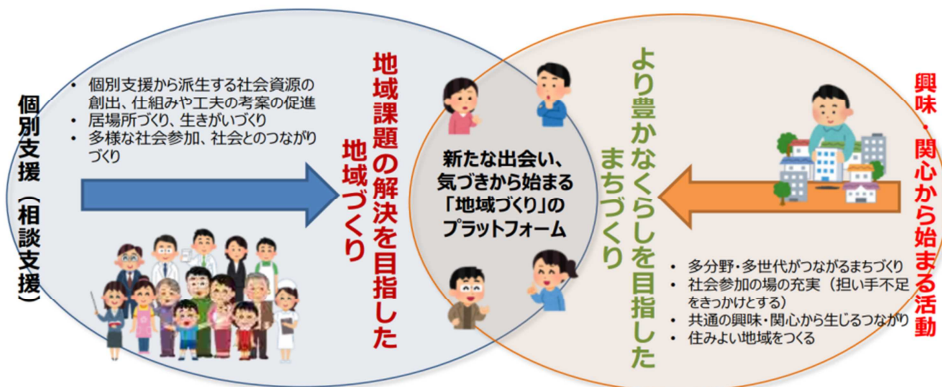 個別支援（相談支援）
• 個別支援から派生する社会資源の
創出、仕組みや工夫の考案の促進
• 居場所づくり、生きがいづくり
• 多様な社会参加、社会とのつながり
づくり
地域課題の解決を目指した
地域づくり
新たな出会い、
気づきから始まる
「地域づくり」の
プラットフォーム
より豊かなくらしを目指した
まちづくり
• 多分野・多世代がつながるまちづくり
• 社会参加の場の充実（担い手不足
をきっかけとする）
• 共通の興味・関心から生じるつながり
• 住みよい地域をつくる
興味・関心から始まる活動